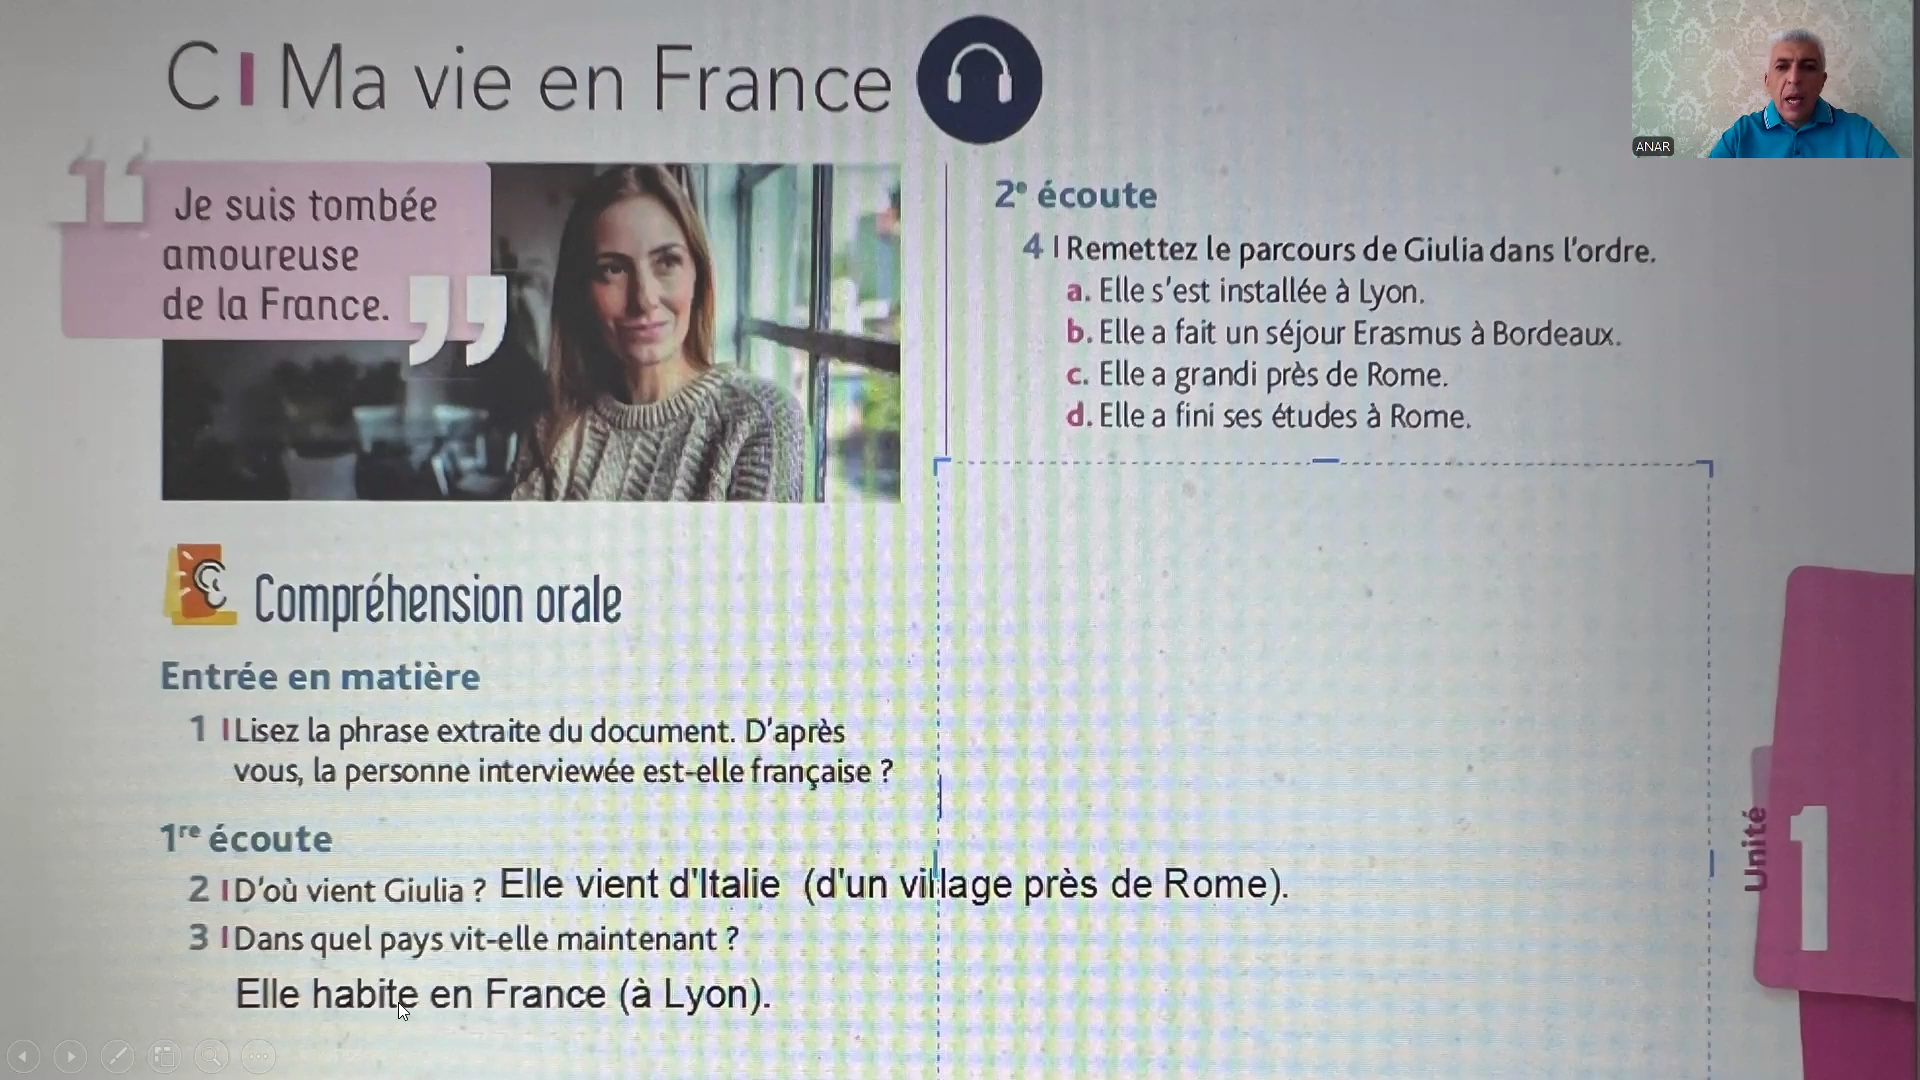 C | Ma vie en France
“ Je suis tombée
amoureuse
de la France. ”
Compréhension orale
Entrée en matière
1 | Lisez la phrase extraite du document. D'après
vous, la personne interviewée est-elle française ?
1re écoute
2 | D'où vient Giulia ? Elle vient d'Italie (d'un village près de Rome).
3 | Dans quel pays vit-elle maintenant ?
Elle habite en France (à Lyon).
2e écoute
4 | Remettez le parcours de Giulia dans l'ordre.
a. Elle s'est installée à Lyon.
b. Elle a fait un séjour Erasmus à Bordeaux.
c. Elle a grandi près de Rome.
d. Elle a fini ses études à Rome.
Unité
1
ANAR